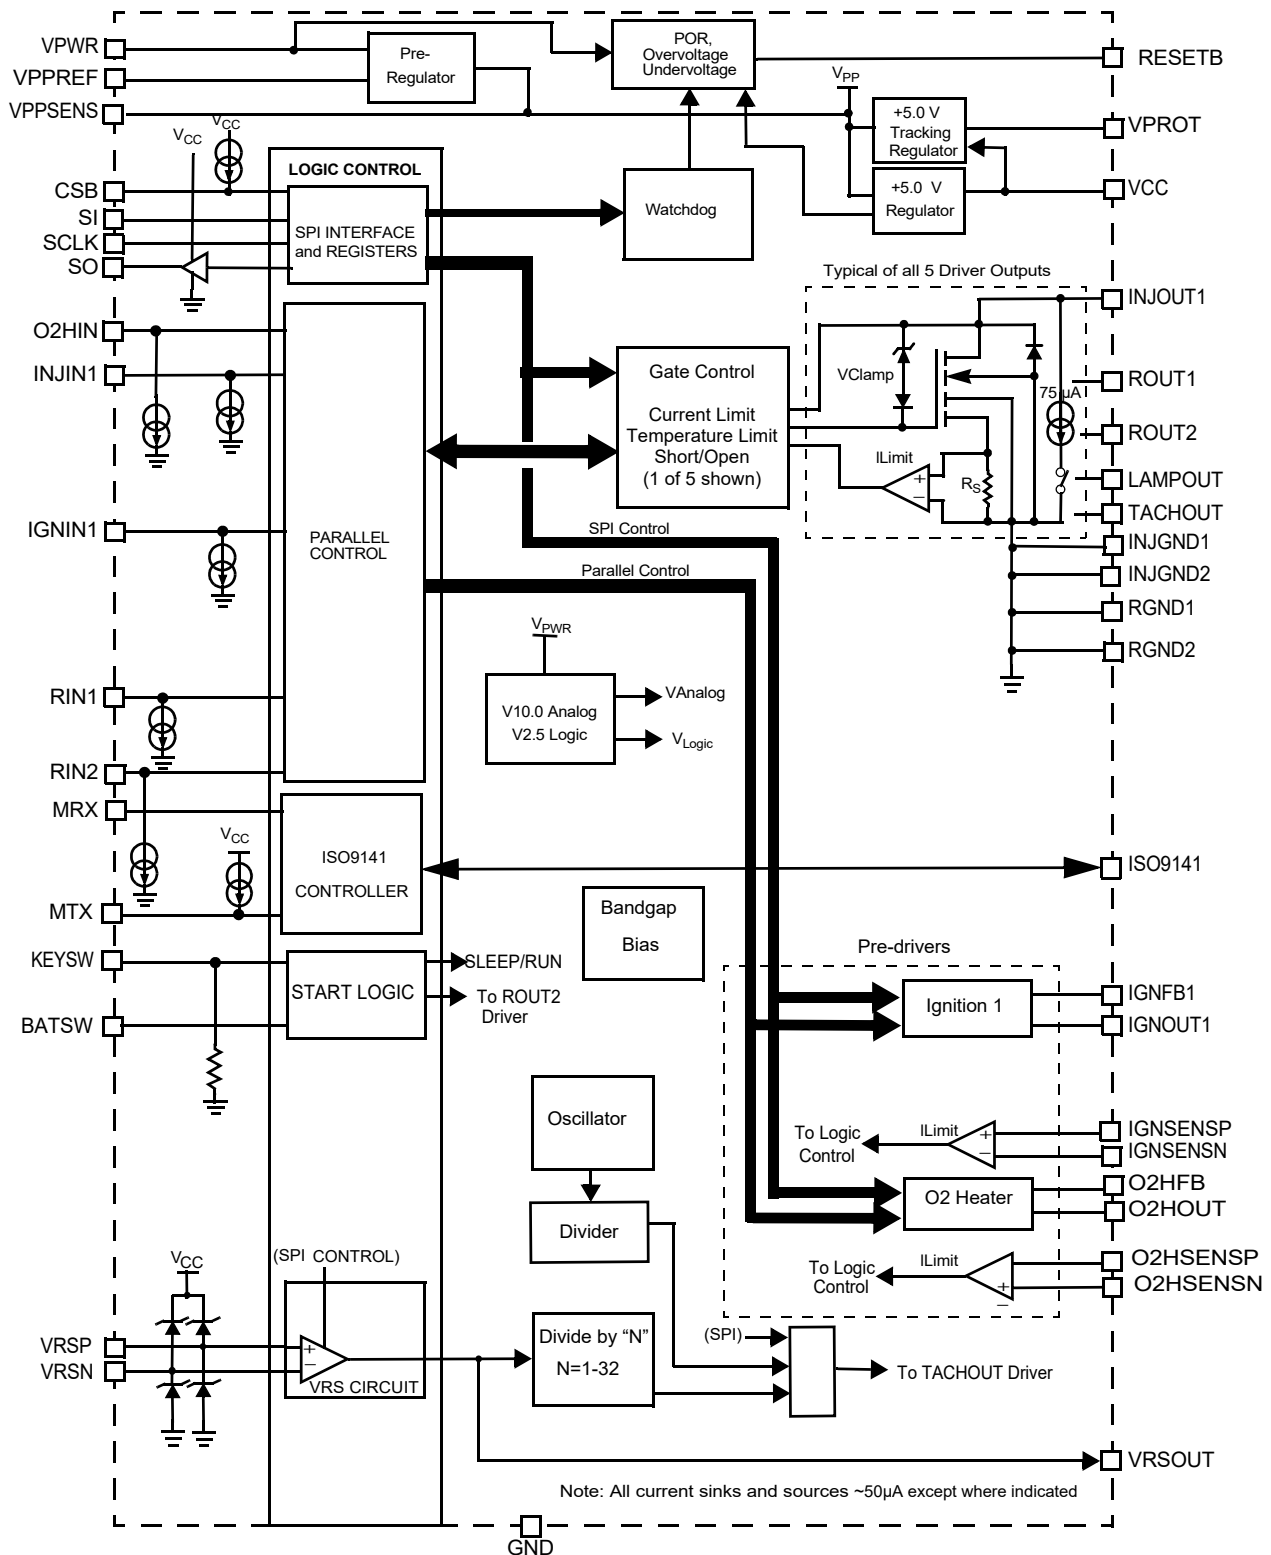 VPWR
VPPREF
VPPSENS
Pre-
Regulator
POR,
Overvoltage
Undervoltage
RESETB
VPP
+5.0 V
Tracking
Regulator
VPROT
+5.0 V
Regulator
VCC
VCC
VCC
LOGIC CONTROL
CSB
SI
SCLK
SO
SPI INTERFACE
and REGISTERS
Watchdog
Typical of all 5 Driver Outputs
O2HIN
INJIN1
IGNIN1
RIN1
RIN2
PARALLEL
CONTROL
Gate Control
Current Limit
Temperature Limit
Short/Open
(1 of 5 shown)
VClamp
ILimit
+
–
RS
75 µA
INJOUT1
ROUT1
ROUT2
LAMPOUT
TACHOUT
INJGND1
INJGND2
RGND1
RGND2
SPI Control
Parallel Control
VPWR
V10.0 Analog
V2.5 Logic
VAnalog
VLogic
MRX
MTX
VCC
ISO9141
CONTROLLER
ISO9141
Bandgap
Bias
KEYSW
BATSW
START LOGIC
SLEEP/RUN
To ROUT2
Driver
Pre-drivers
Ignition 1
IGNFB1
IGNOUT1
Oscillator
Divider
To Logic
Control
ILimit
+
–
IGNSENSP
IGNSENSN
O2 Heater
O2HFB
O2HOUT
To Logic
Control
ILimit
+
–
O2HSENSP
O2HSENSN
VCC
(SPI CONTROL)
VRSP
VRSN
+
–
VRS CIRCUIT
Divide by “N”
N=1-32
(SPI)
To TACHOUT Driver
VRSOUT
Note: All current sinks and sources ~50µA except where indicated
GND